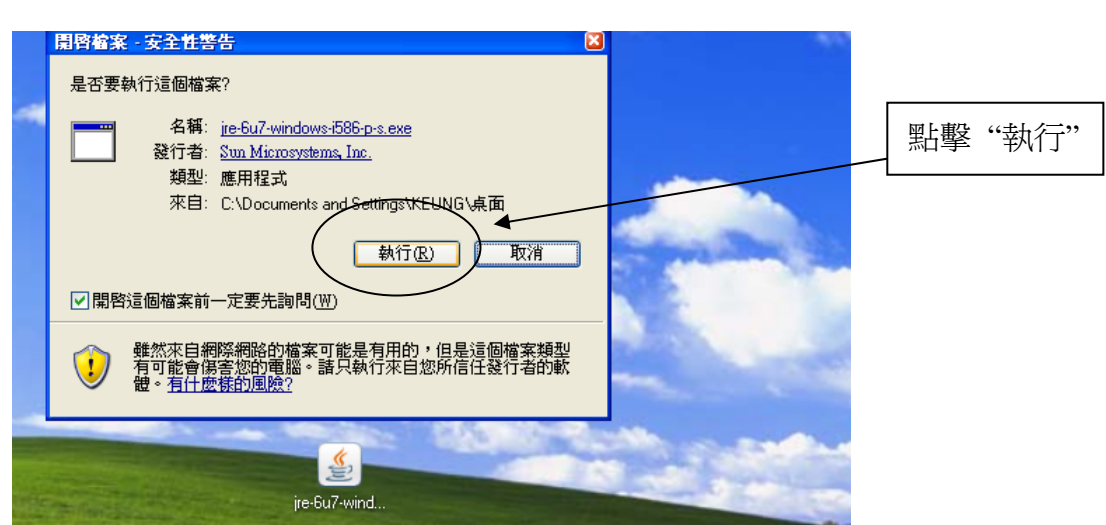 開啓檔案 - 安全性警告
是否要執行這個檔案?
名稱: jre-6u7-windows-i586-p-s.exe
發行者: Sun Microsystems, Inc.
類型: 應用程式
來自: C:\Documents and Settings\KEUNG\桌面
執行(R) 取消
開啓這個檔案前一定要先詢問(W)
雖然來自網際網路的檔案可能是有用的，但是這個檔案類型
有可能會傷害您的電腦。請只執行來自您所信任發行者的軟
體。有什麼樣的風險?
jre-6u7-wind...
點擊 “執行”